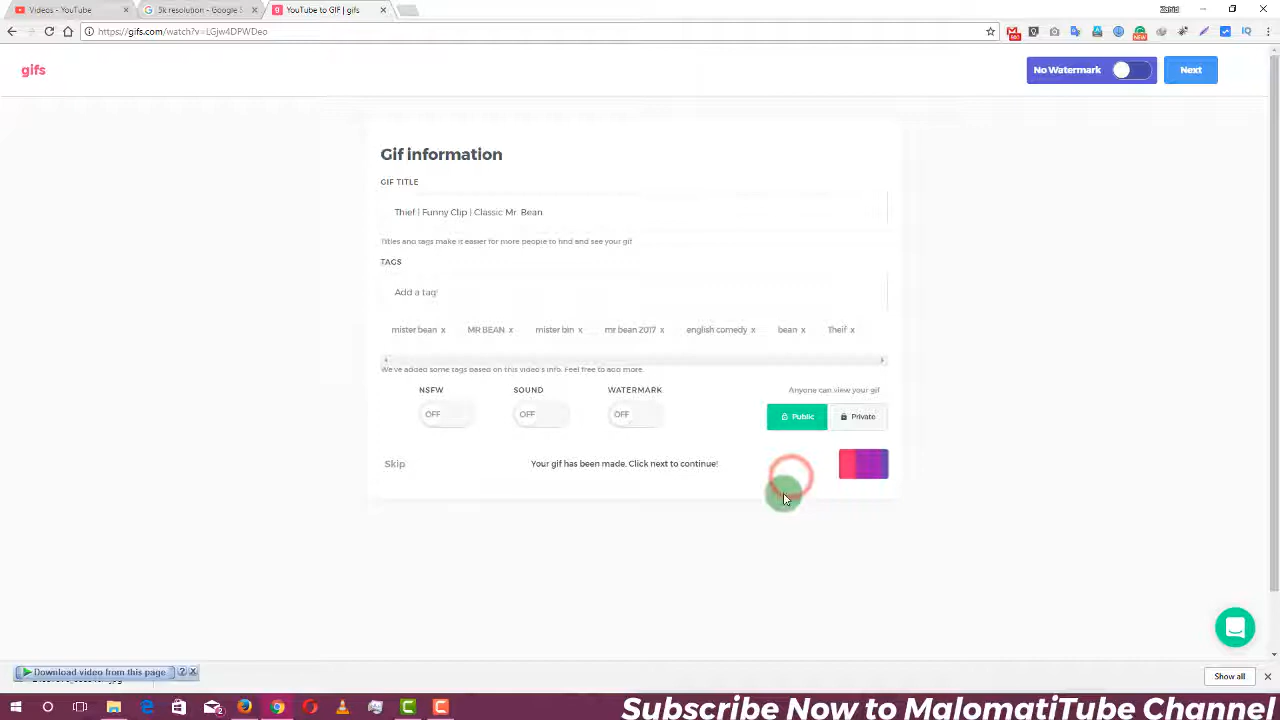 Videos - YouTube
3k resolution - Google S
YouTube to GIF | gifs
https://gifs.com/watch?v=LGJw4DPWDeo
gifs
No Watermark
Next
Gif information
GIF TITLE
Thief | Funny Clip | Classic Mr. Bean
Titles and tags make it easier for more people to find and see your gif
TAGS
Add a tag!
mister bean x MR BEAN x mister bin x mr bean 2017 x english comedy x bean x Theif x
We've added some tags based on this video's info. Feel free to add more.
NSFW SOUND WATERMARK Anyone can view your gif
OFF OFF OFF Public Private
Skip Your gif has been made. Click next to continue!
Download video from this page ? x
Show all
Subscribe Now to MalomatiTube Channel